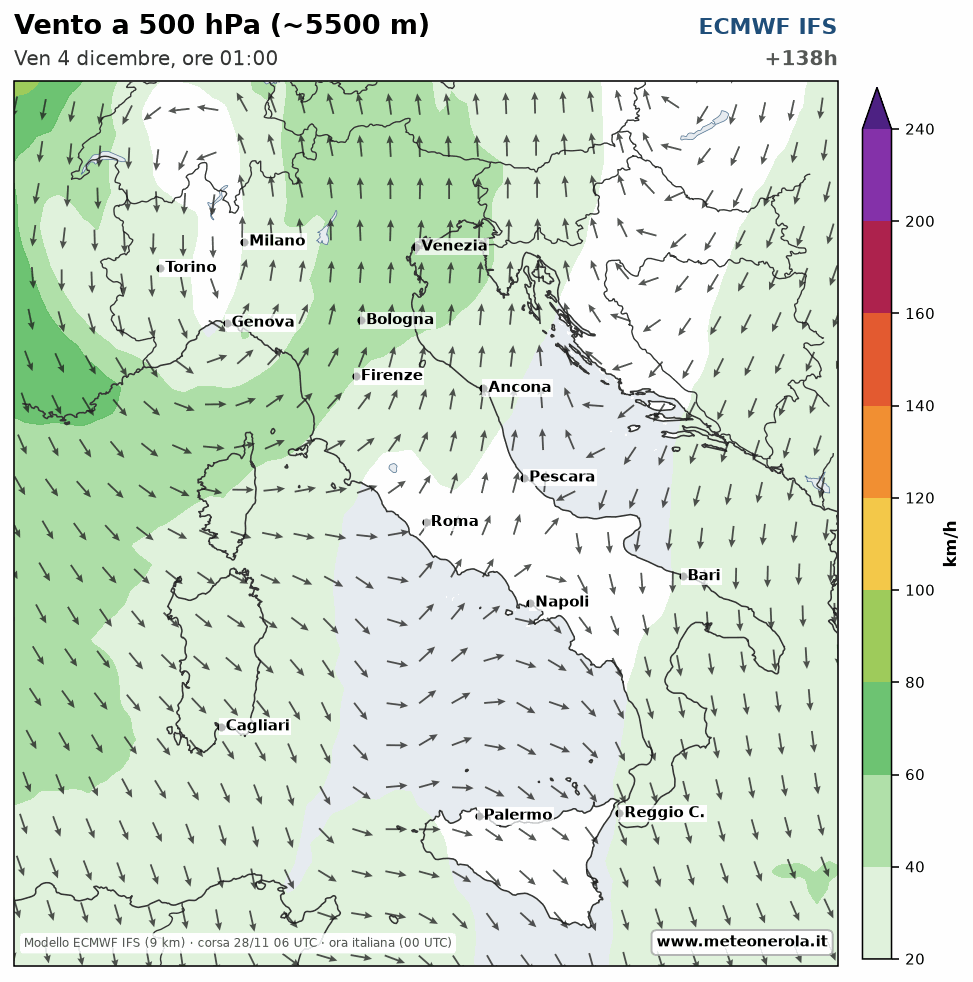 Vento a 500 hPa (~5500 m)
ECMWF IFS
Ven 4 dicembre, ore 01:00
+138h
Milano
Venezia
Torino
Genova
Bologna
Firenze
Ancona
Pescara
Roma
Bari
Napoli
Cagliari
Palermo
Reggio C.
240
220
200
160
140
120
100
80
60
40
20
km/h
Modello ECMWF IFS (9 km) · corsa 28/11 06 UTC · ora italiana (00 UTC)
www.meteonerola.it